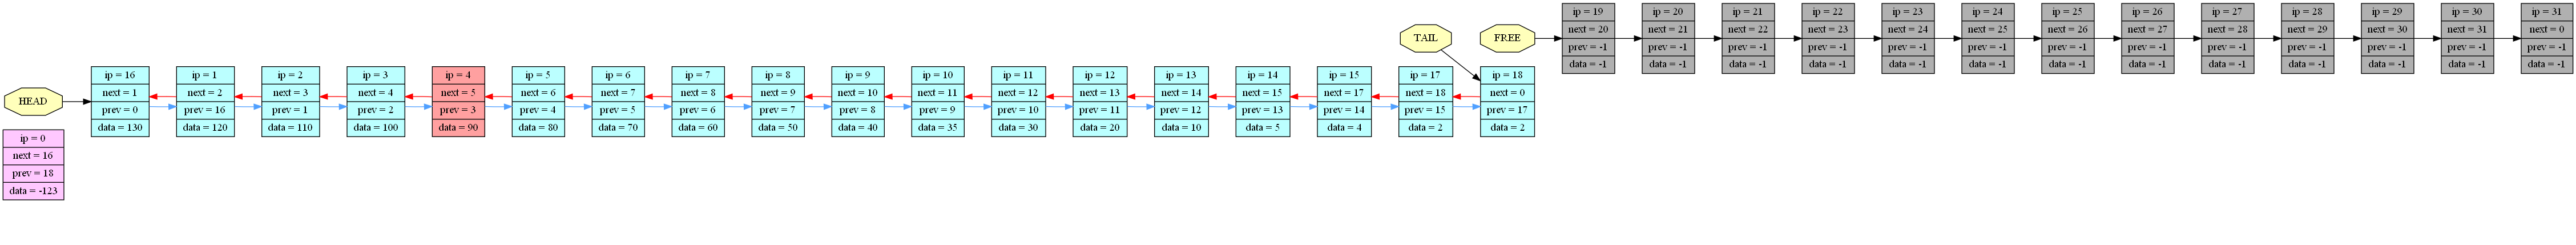 HEAD
ip = 0
next = 16
prev = 18
data = -123
ip = 16
next = 1
prev = 0
data = 130
ip = 1
next = 2
prev = 16
data = 120
ip = 2
next = 3
prev = 1
data = 110
ip = 3
next = 4
prev = 2
data = 100
ip = 4
next = 5
prev = 3
data = 90
ip = 5
next = 6
prev = 4
data = 80
ip = 6
next = 7
prev = 5
data = 70
ip = 7
next = 8
prev = 6
data = 60
ip = 8
next = 9
prev = 7
data = 50
ip = 9
next = 10
prev = 8
data = 40
ip = 10
next = 11
prev = 9
data = 35
ip = 11
next = 12
prev = 10
data = 30
ip = 12
next = 13
prev = 11
data = 20
ip = 13
next = 14
prev = 12
data = 10
ip = 14
next = 15
prev = 13
data = 5
ip = 15
next = 17
prev = 14
data = 4
ip = 17
next = 18
prev = 15
data = 2
TAIL
ip = 18
next = 0
prev = 17
data = 2
FREE
ip = 19
next = 20
prev = -1
data = -1
ip = 20
next = 21
prev = -1
data = -1
ip = 21
next = 22
prev = -1
data = -1
ip = 22
next = 23
prev = -1
data = -1
ip = 23
next = 24
prev = -1
data = -1
ip = 24
next = 25
prev = -1
data = -1
ip = 25
next = 26
prev = -1
data = -1
ip = 26
next = 27
prev = -1
data = -1
ip = 27
next = 28
prev = -1
data = -1
ip = 28
next = 29
prev = -1
data = -1
ip = 29
next = 30
prev = -1
data = -1
ip = 30
next = 31
prev = -1
data = -1
ip = 31
next = 0
prev = -1
data = -1